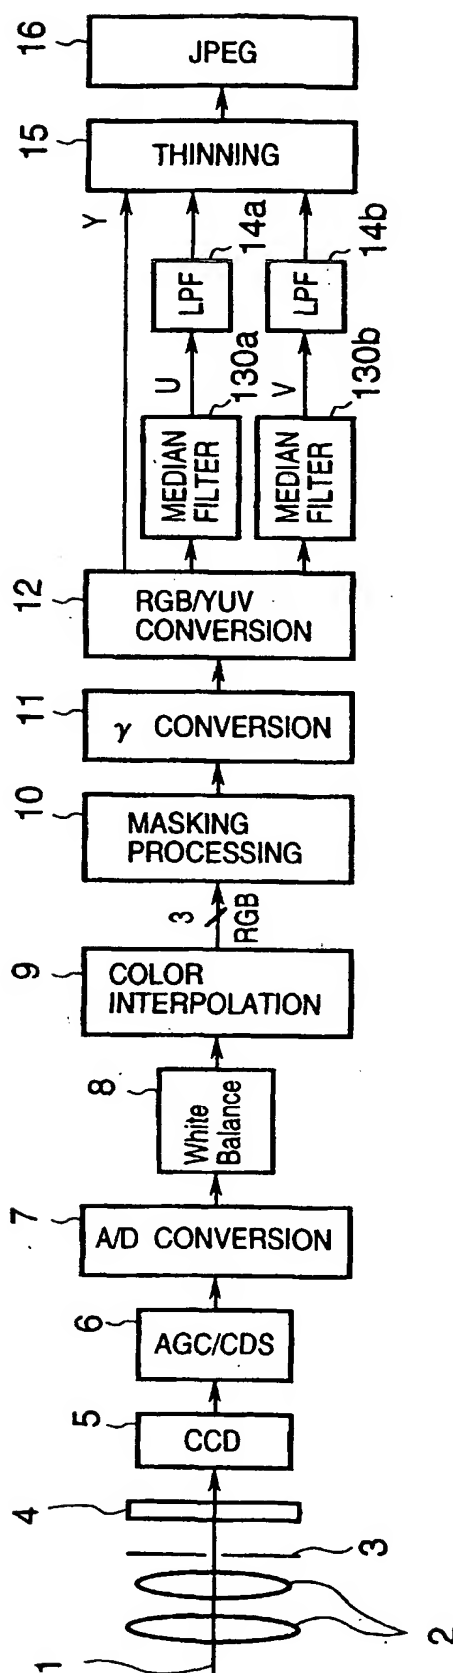 1
2
3
4
5
CCD
6
AGC/CDS
7
A/D CONVERSION
8
White
Balance
9
COLOR
INTERPOLATION
3
RGB
10
MASKING
PROCESSING
11
γ CONVERSION
12
RGB/YUV
CONVERSION
Y
MEDIAN
FILTER
130a
U
LPF
14a
MEDIAN
FILTER
130b
V
LPF
14b
15
THINNING
16
JPEG